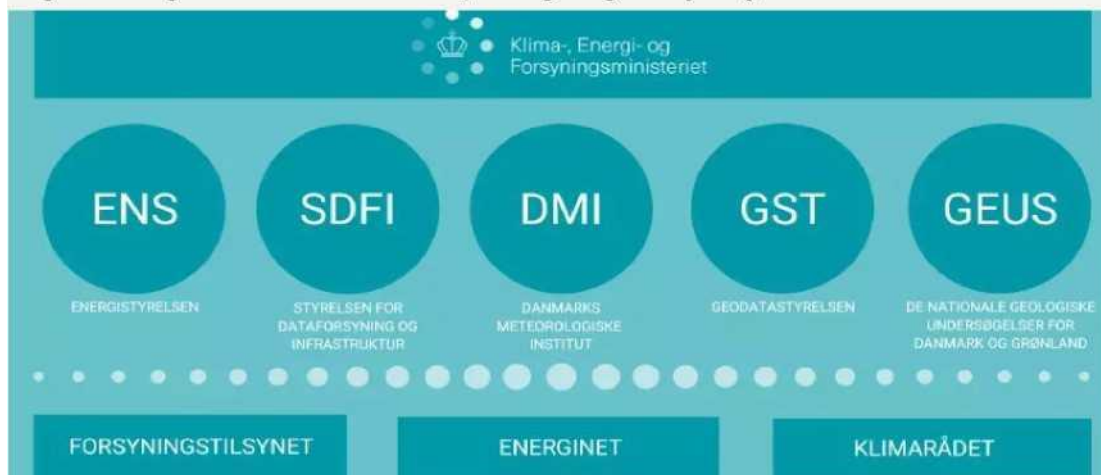 Klima-, Energi- og
Forsyningsministeriet
ENS
SDFI
DMI
GST
GEUS
ENERGISTYRELSEN
STYRELSEN FOR
DATAFORSYNING OG
INFRASTRUKTUR
DANMARKS
METEOROLOGISKE
INSTITUT
GEODATASTYRELSEN
DE NATIONALE GEOLOGISKE
UNDERSØGELSER FOR
DANMARK OG GRØNLAND
FORSYNINGSTILSYNET
ENERGINET
KLIMARÅDET